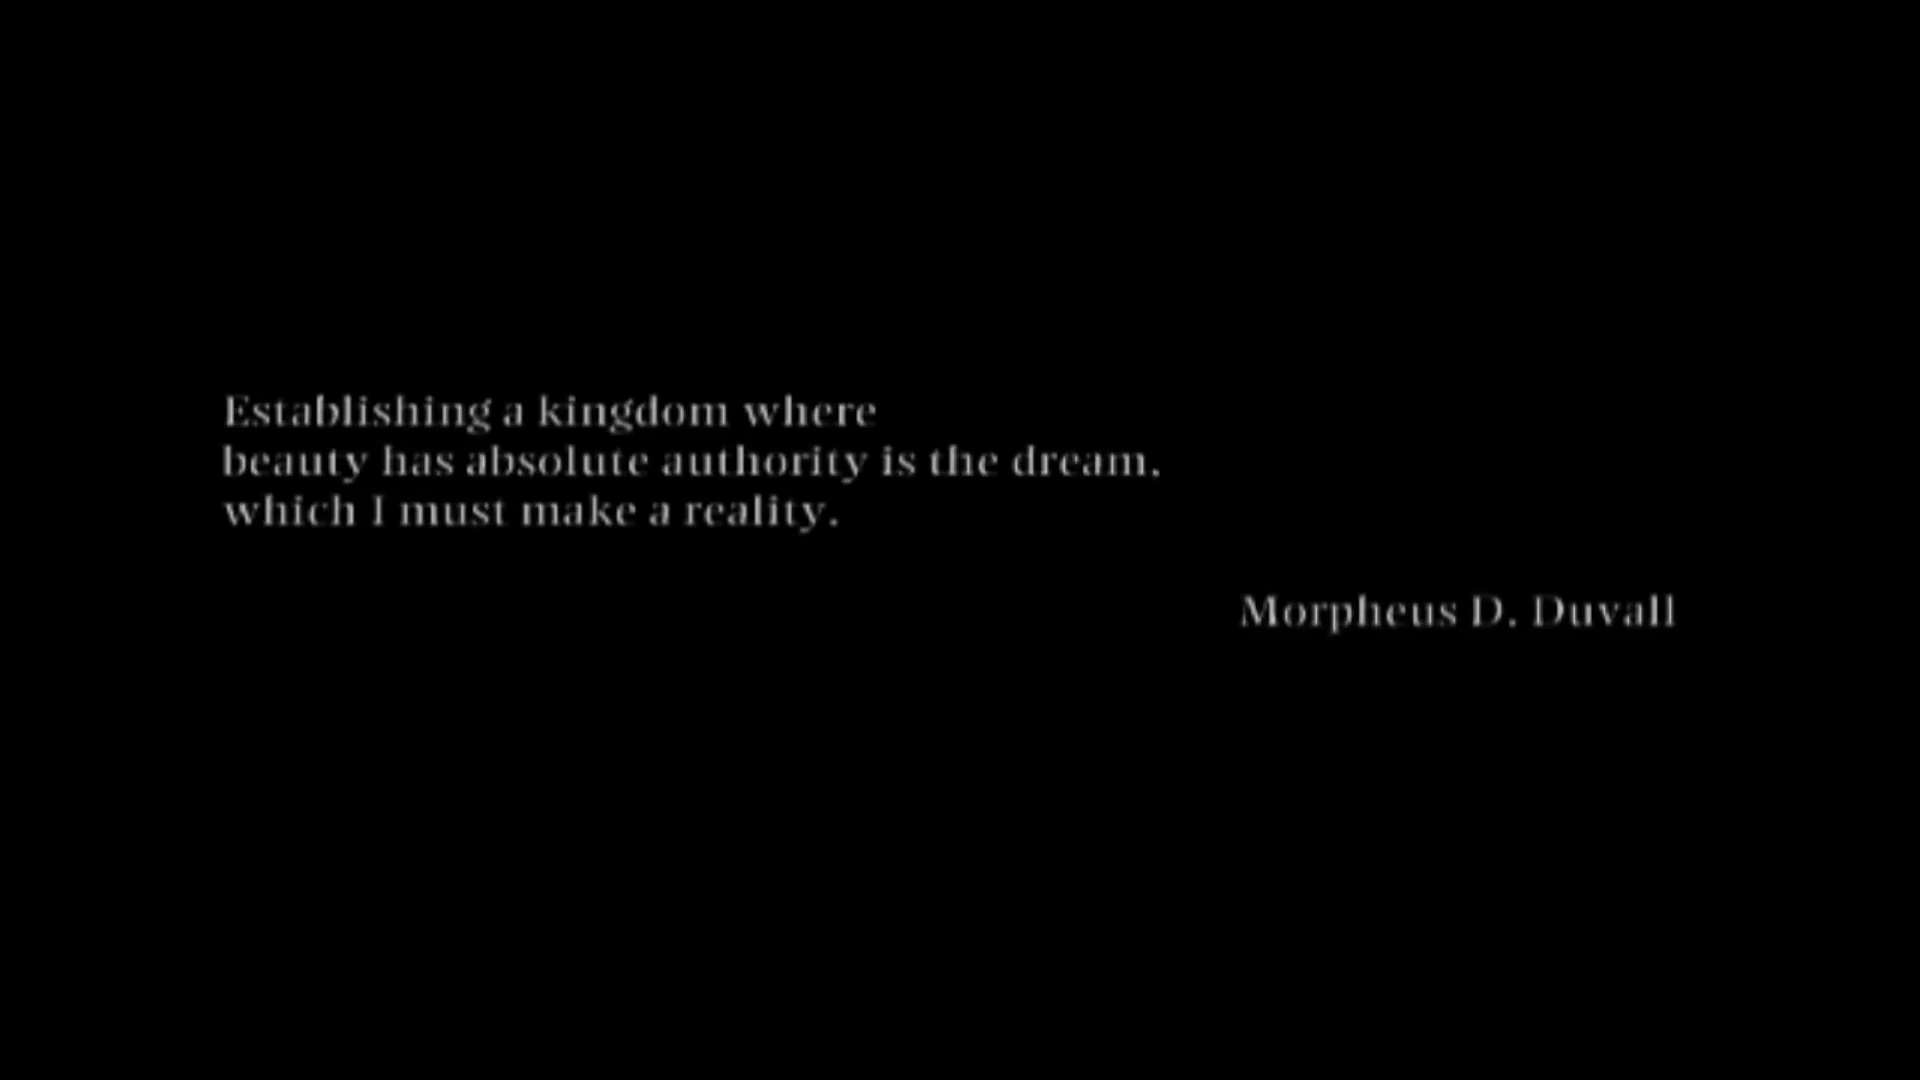 Establishing a kingdom where
beauty has absolute authority is the dream,
which I must make a reality.
Morpheus D. Duvall